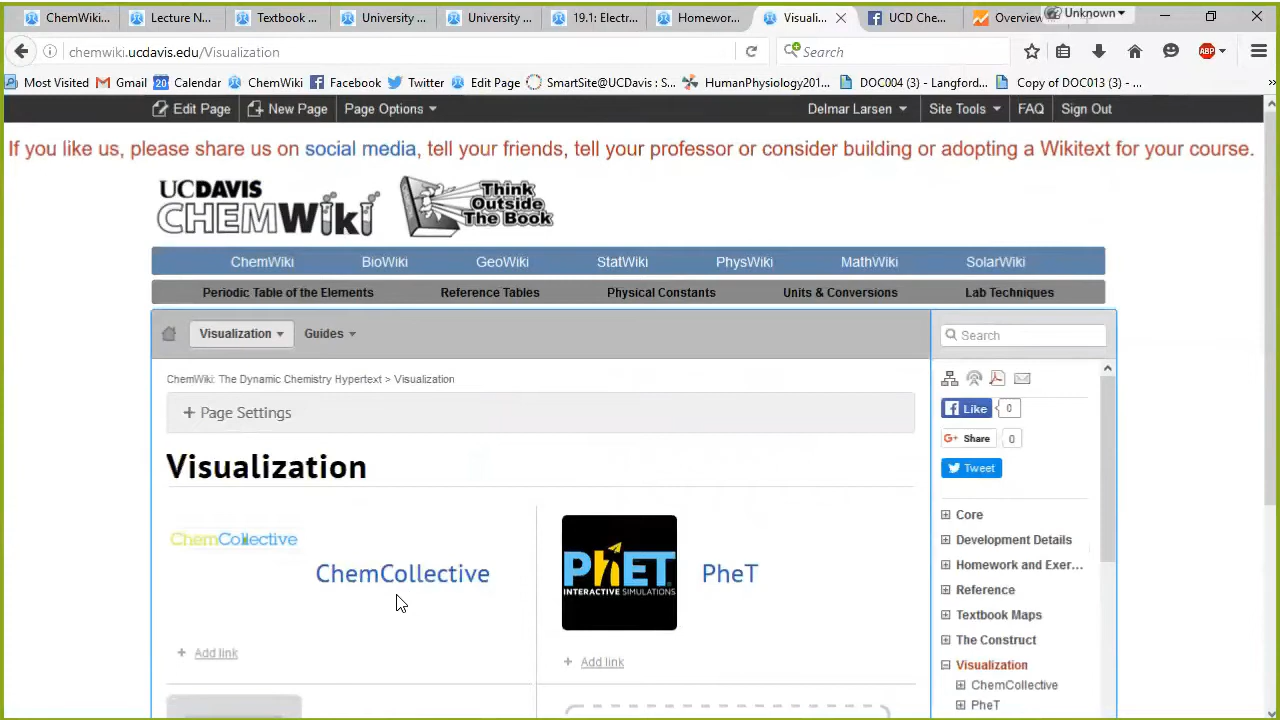 ChemWiki...
Lecture N...
Textbook ...
University ...
University ...
19.1: Electr...
Homewor...
Visuali...
UCD Che...
Overview
Unknown
chemwiki.ucdavis.edu/Visualization
Search
ABP
Most Visited
Gmail
20
Calendar
ChemWiki
Facebook
Twitter
Edit Page
SmartSite@UCDavis : S...
HumanPhysiology201...
DOC004 (3) - Langford...
Copy of DOC013 (3) - ...
Edit Page
New Page
Page Options
Delmar Larsen
Site Tools
FAQ
Sign Out
If you like us, please share us on social media, tell your friends, tell your professor or consider building or adopting a Wikitext for your course.
UCDAVIS
CHEMWiki
Think
Outside
The Book
ChemWiki
BioWiki
GeoWiki
StatWiki
PhysWiki
MathWiki
SolarWiki
Periodic Table of the Elements
Reference Tables
Physical Constants
Units & Conversions
Lab Techniques
Visualization
Guides
Search
ChemWiki: The Dynamic Chemistry Hypertext > Visualization
+ Page Settings
Like 0
G+ Share 0
Tweet
Visualization
ChemCollective
ChemCollective
+ Add link
PhET
INTERACTIVE SIMULATIONS
PheT
+ Add link
Core
Development Details
Homework and Exer...
Reference
Textbook Maps
The Construct
Visualization
ChemCollective
PheT